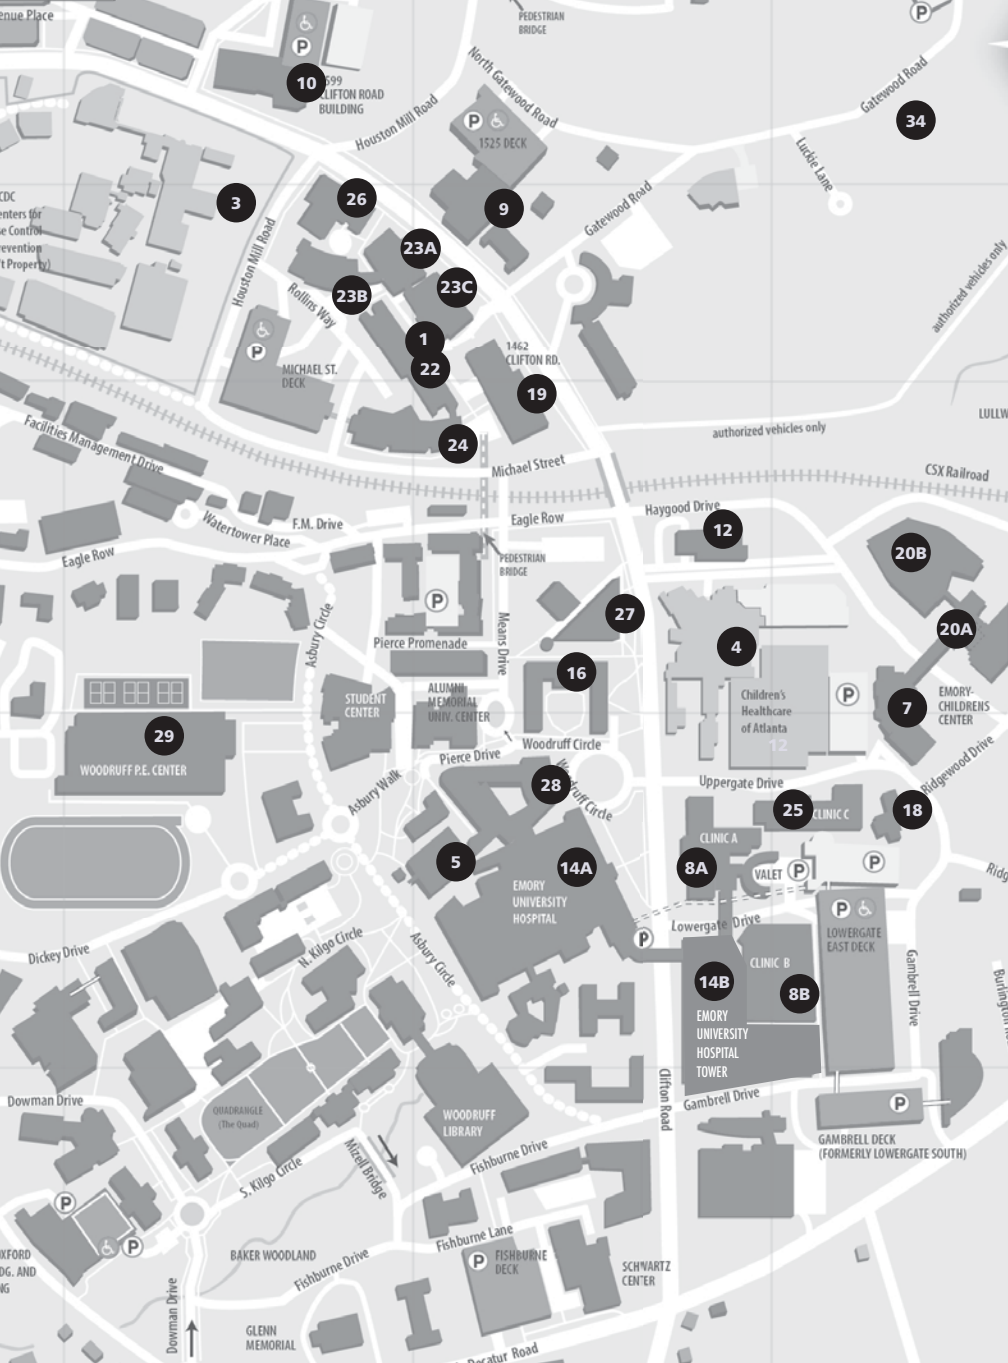 enue Place
PEDESTRIAN
BRIDGE
P
P
10
599
CLIFTON ROAD
BUILDING
North Gatewood Road
Gatewood Road
Houston Mill Road
P
1525 DECK
34
Luckie Lane
CDC
enters for
se Control
revention
t Property)
3
26
9
Gatewood Road
Houston Mill Road
23A
23C
23B
Rollins Way
authorized vehicles only
1
22
P
MICHAEL ST.
DECK
1462
CLIFTON RD.
19
24
LULLW
authorized vehicles only
Facilities Management Drive
Michael Street
CSX Railroad
Haygood Drive
12
Eagle Row
F.M. Drive
Watertower Place
Eagle Row
PEDESTRIAN
BRIDGE
20B
P
27
20A
Asbury Circle
Means Drive
Pierce Promenade
4
16
STUDENT
CENTER
ALUMNI
MEMORIAL
UNIV. CENTER
Children's
Healthcare
of Atlanta
12
P
7
EMORY-
CHILDRENS
CENTER
29
WOODRUFF P.E. CENTER
Woodruff Circle
Pierce Drive
Woodruff Circle
28
Asbury Walk
Uppergate Drive
Ridgewood Drive
25
CLINIC C
18
CLINIC A
5
14A
8A
VALET
P
P
Ridg
EMORY
UNIVERSITY
HOSPITAL
P
LOWERGATE
EAST DECK
Lowergate Drive
P
Dickey Drive
N. Kilgo Circle
Asbury Circle
CLINIC B
14B
8B
EMORY
UNIVERSITY
HOSPITAL
TOWER
Gambrell Drive
Burlington
Clifton Road
Gambrell Drive
P
GAMBRELL DECK
(FORMERLY LOWERGATE SOUTH)
Dowman Drive
QUADRANGLE
(The Quad)
WOODRUFF
LIBRARY
Mizell Bridge
Fishburne Drive
S. Kilgo Circle
P
P
OXFORD
DG. AND
NG
BAKER WOODLAND
Fishburne Drive
Fishburne Lane
P
FISHBURNE
DECK
SCHWARTZ
CENTER
Dowman Drive
GLENN
MEMORIAL
Decatur Road